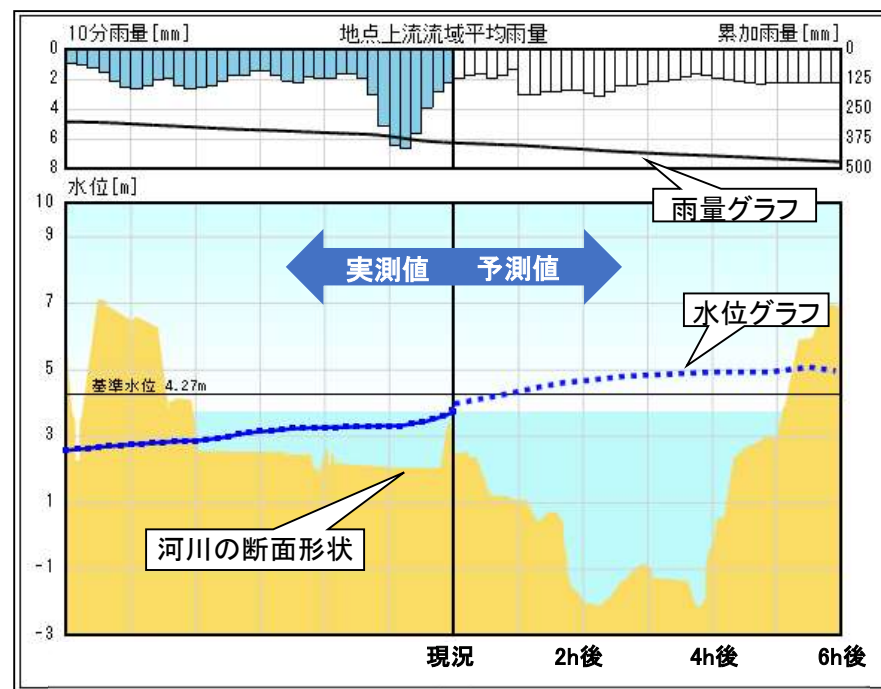 10分雨量[mm] 地点上流流域平均雨量 累加雨量[mm]
0 0
2 125
4 250
6 375
8 500
雨量グラフ
水位[m]
10
9
実測値 予測値
7
水位グラフ
5
基準水位 4.27m
3
1
河川の断面形状
-1
-3
現況 2h後 4h後 6h後